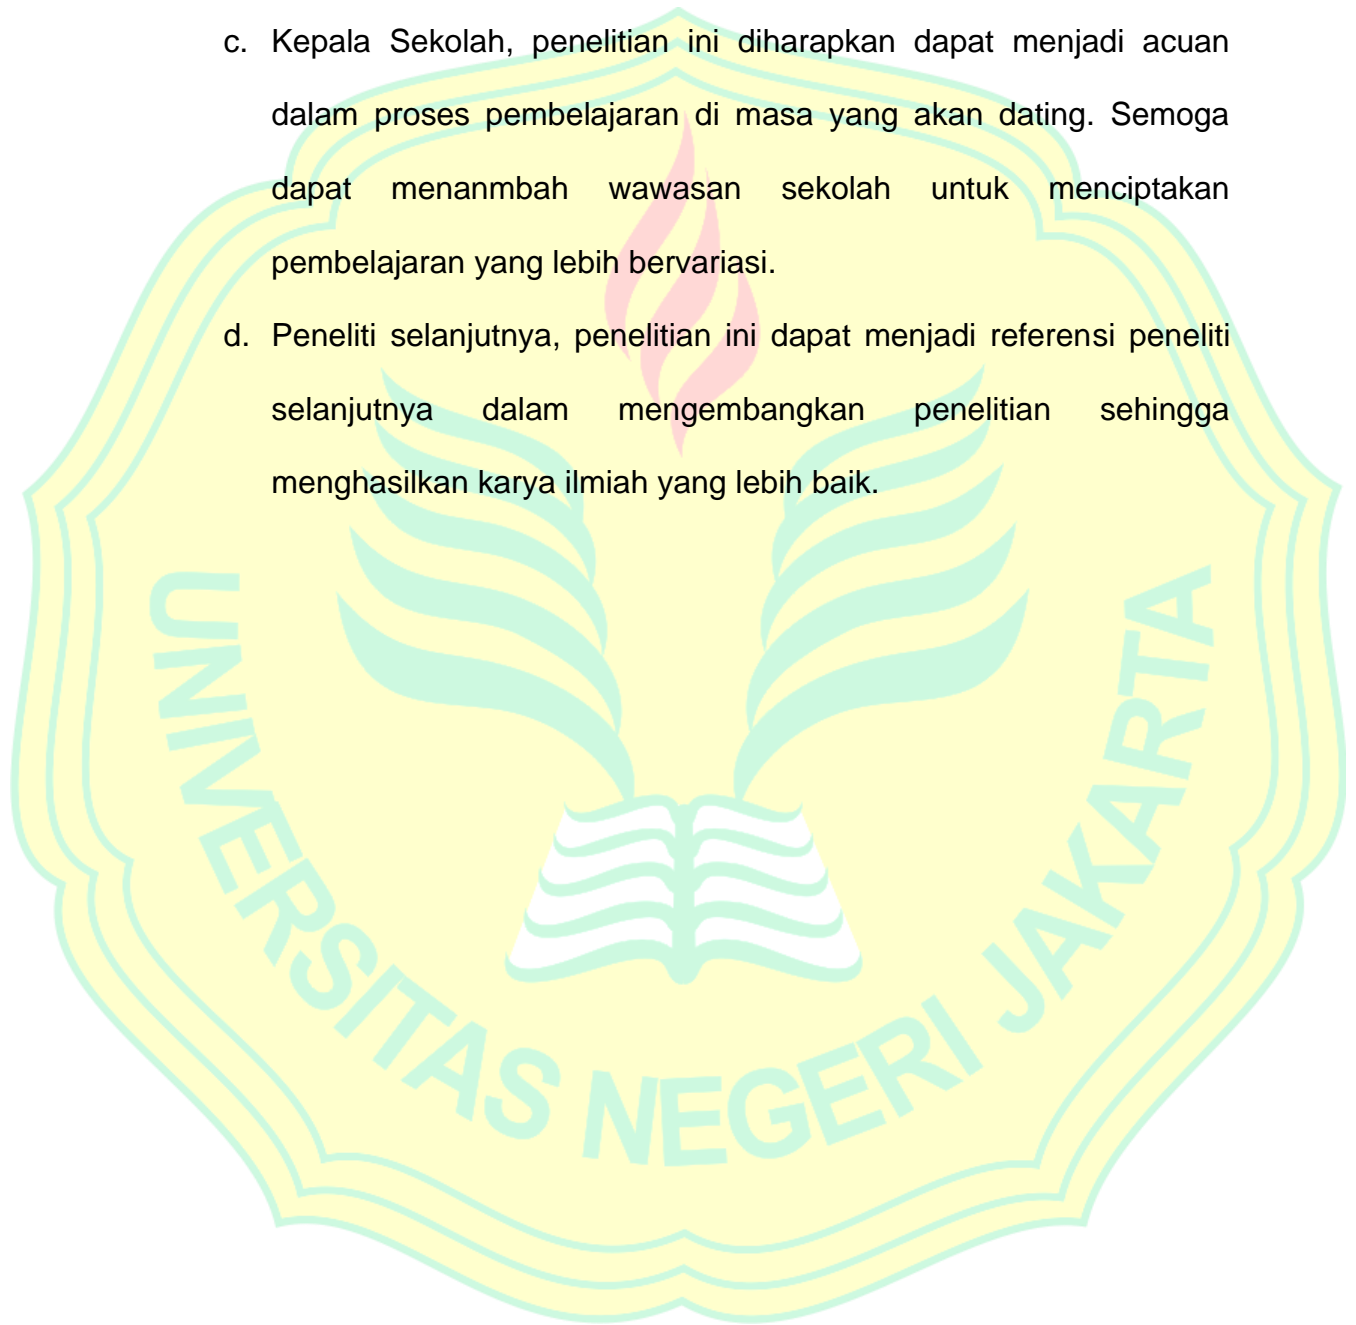 c. Kepala Sekolah, penelitian ini diharapkan dapat menjadi acuan
dalam proses pembelajaran di masa yang akan dating. Semoga
dapat menanmbah wawasan sekolah untuk menciptakan
pembelajaran yang lebih bervariasi.
d. Peneliti selanjutnya, penelitian ini dapat menjadi referensi peneliti
selanjutnya dalam mengembangkan penelitian sehingga
menghasilkan karya ilmiah yang lebih baik.
UNIVERSITAS NEGERI JAKARTA